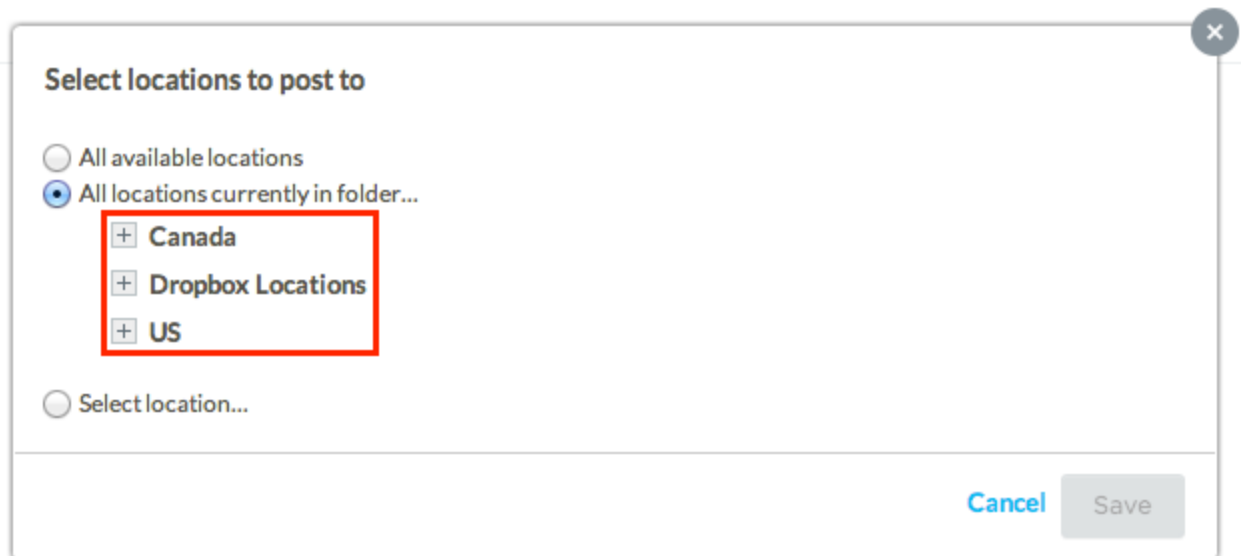 Select locations to post to
All available locations
All locations currently in folder...
Canada
Dropbox Locations
US
Select location...
Cancel
Save